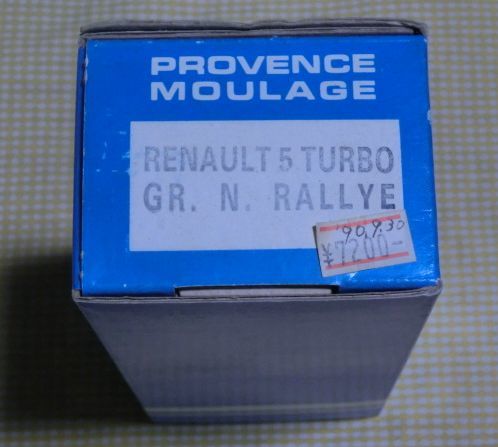 PROVENCE
MOULAGE
RENAULT 5 TURBO
GR. N. RALLYE
'90.9.30
¥7200-